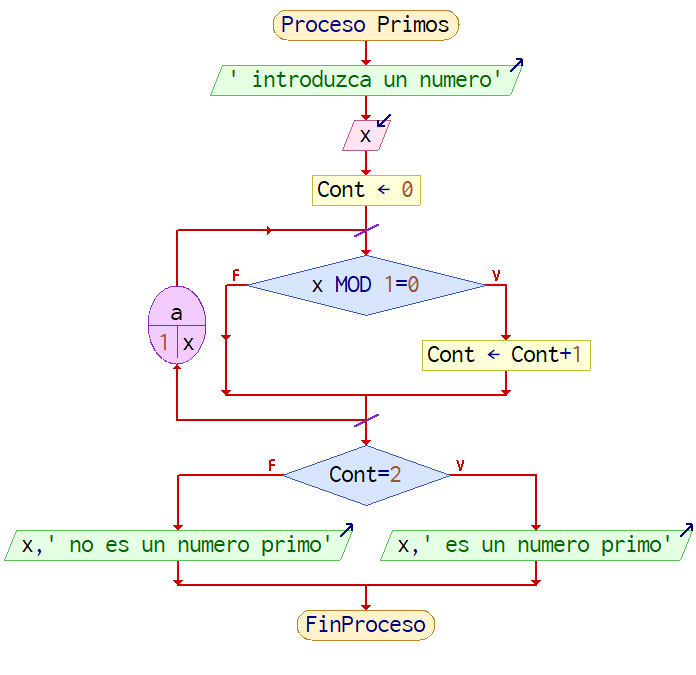 Proceso Primos
' introduzca un numero'
x
Cont ← 0
F
V
x MOD 1=0
a
1 x
Cont ← Cont+1
F
V
Cont=2
x,' no es un numero primo'
x,' es un numero primo'
FinProceso